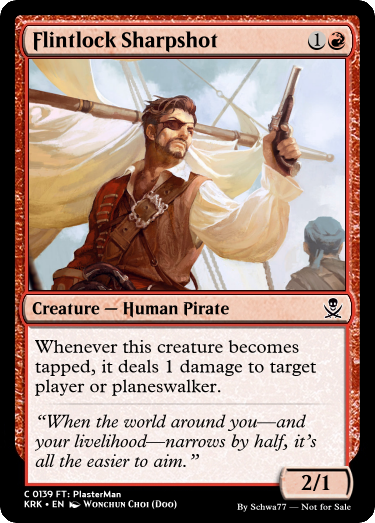 Flintlock Sharpshot 1
Creature — Human Pirate
Whenever this creature becomes
tapped, it deals 1 damage to target
player or planeswalker.
“When the world around you—and
your livelihood—narrows by half, it’s
all the easier to aim.”
2/1
C 0139 FT: PlasterMan
KRK • EN Wonchun Choi (Doo)
By Schwa77 — Not for Sale